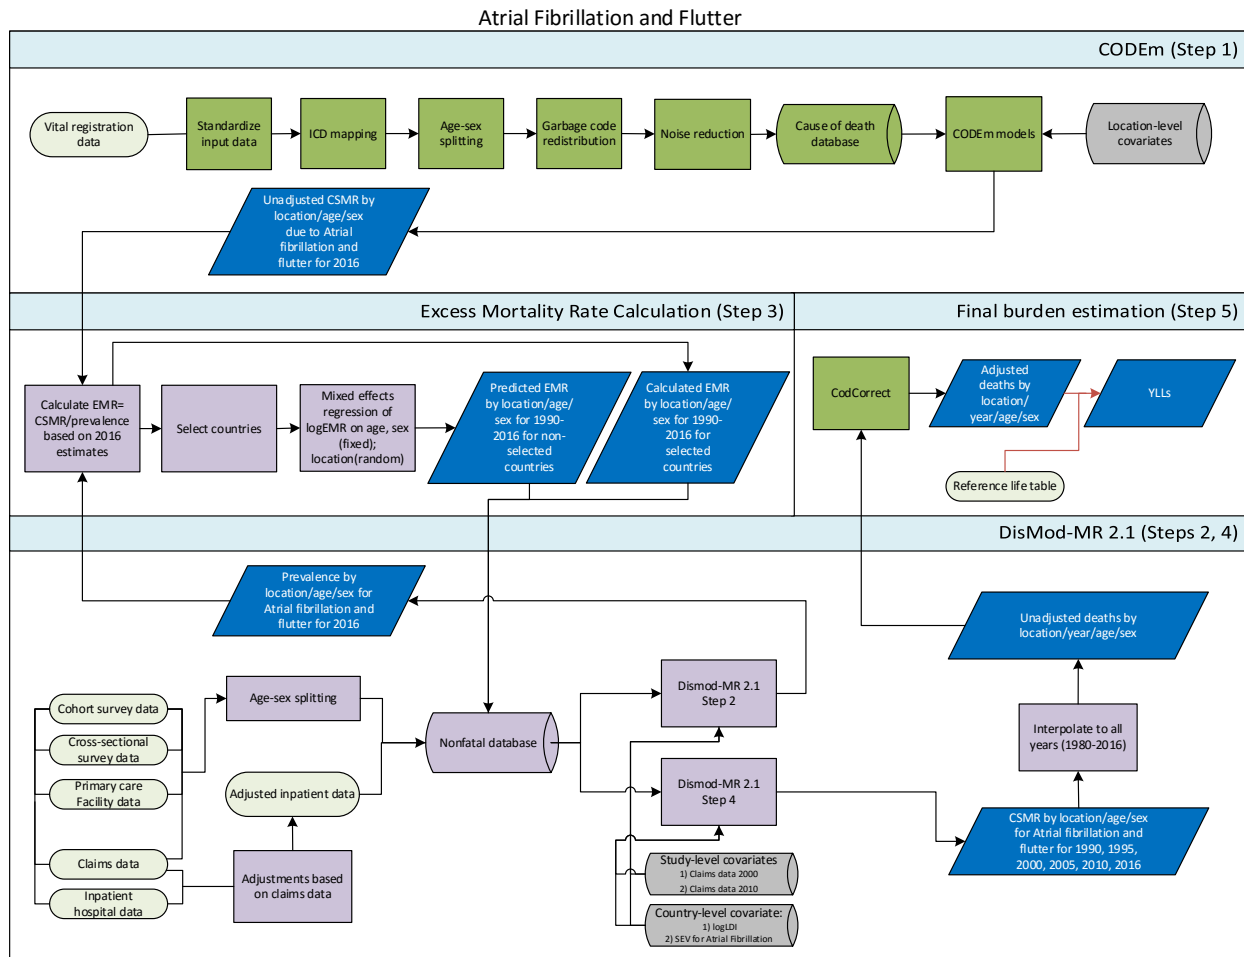 Atrial Fibrillation and Flutter
CODEm (Step 1)
Vital registration
data
Standardize
input data
ICD mapping
Age-sex
splitting
Garbage code
redistribution
Noise reduction
Cause of death
database
CODEm models
Location-level
covariates
Unadjusted CSMR by
location/age/sex
due to Atrial
fibrillation and
flutter for 2016
Excess Mortality Rate Calculation (Step 3)
Calculate EMR=
CSMR/prevalence
based on 2016
estimates
Select countries
Mixed effects
regression of
logEMR on age, sex
(fixed);
location(random)
Predicted EMR
by location/age/
sex for 1990-
2016 for non-
selected
countries
Calculated EMR
by location/age/
sex for 1990-
2016 for
selected
countries
Final burden estimation (Step 5)
CodCorrect
Adjusted
deaths by
location/
year/age/sex
YLLs
Reference life table
DisMod-MR 2.1 (Steps 2, 4)
Prevalence by
location/age/sex for
Atrial fibrillation and
flutter for 2016
Cohort survey data
Cross-sectional
survey data
Primary care
Facility data
Claims data
Inpatient
hospital data
Age-sex splitting
Adjusted inpatient data
Adjustments based
on claims data
Nonfatal database
Dismod-MR 2.1
Step 2
Dismod-MR 2.1
Step 4
Study-level covariates
1) Claims data 2000
2) Claims data 2010
Country-level covariate:
1) logLDI
2) SEV for Atrial Fibrillation
Unadjusted deaths by
location/year/age/sex
Interpolate to all
years (1980-2016)
CSMR by location/age/sex
for Atrial fibrillation and
flutter for 1990, 1995,
2000, 2005, 2010, 2016